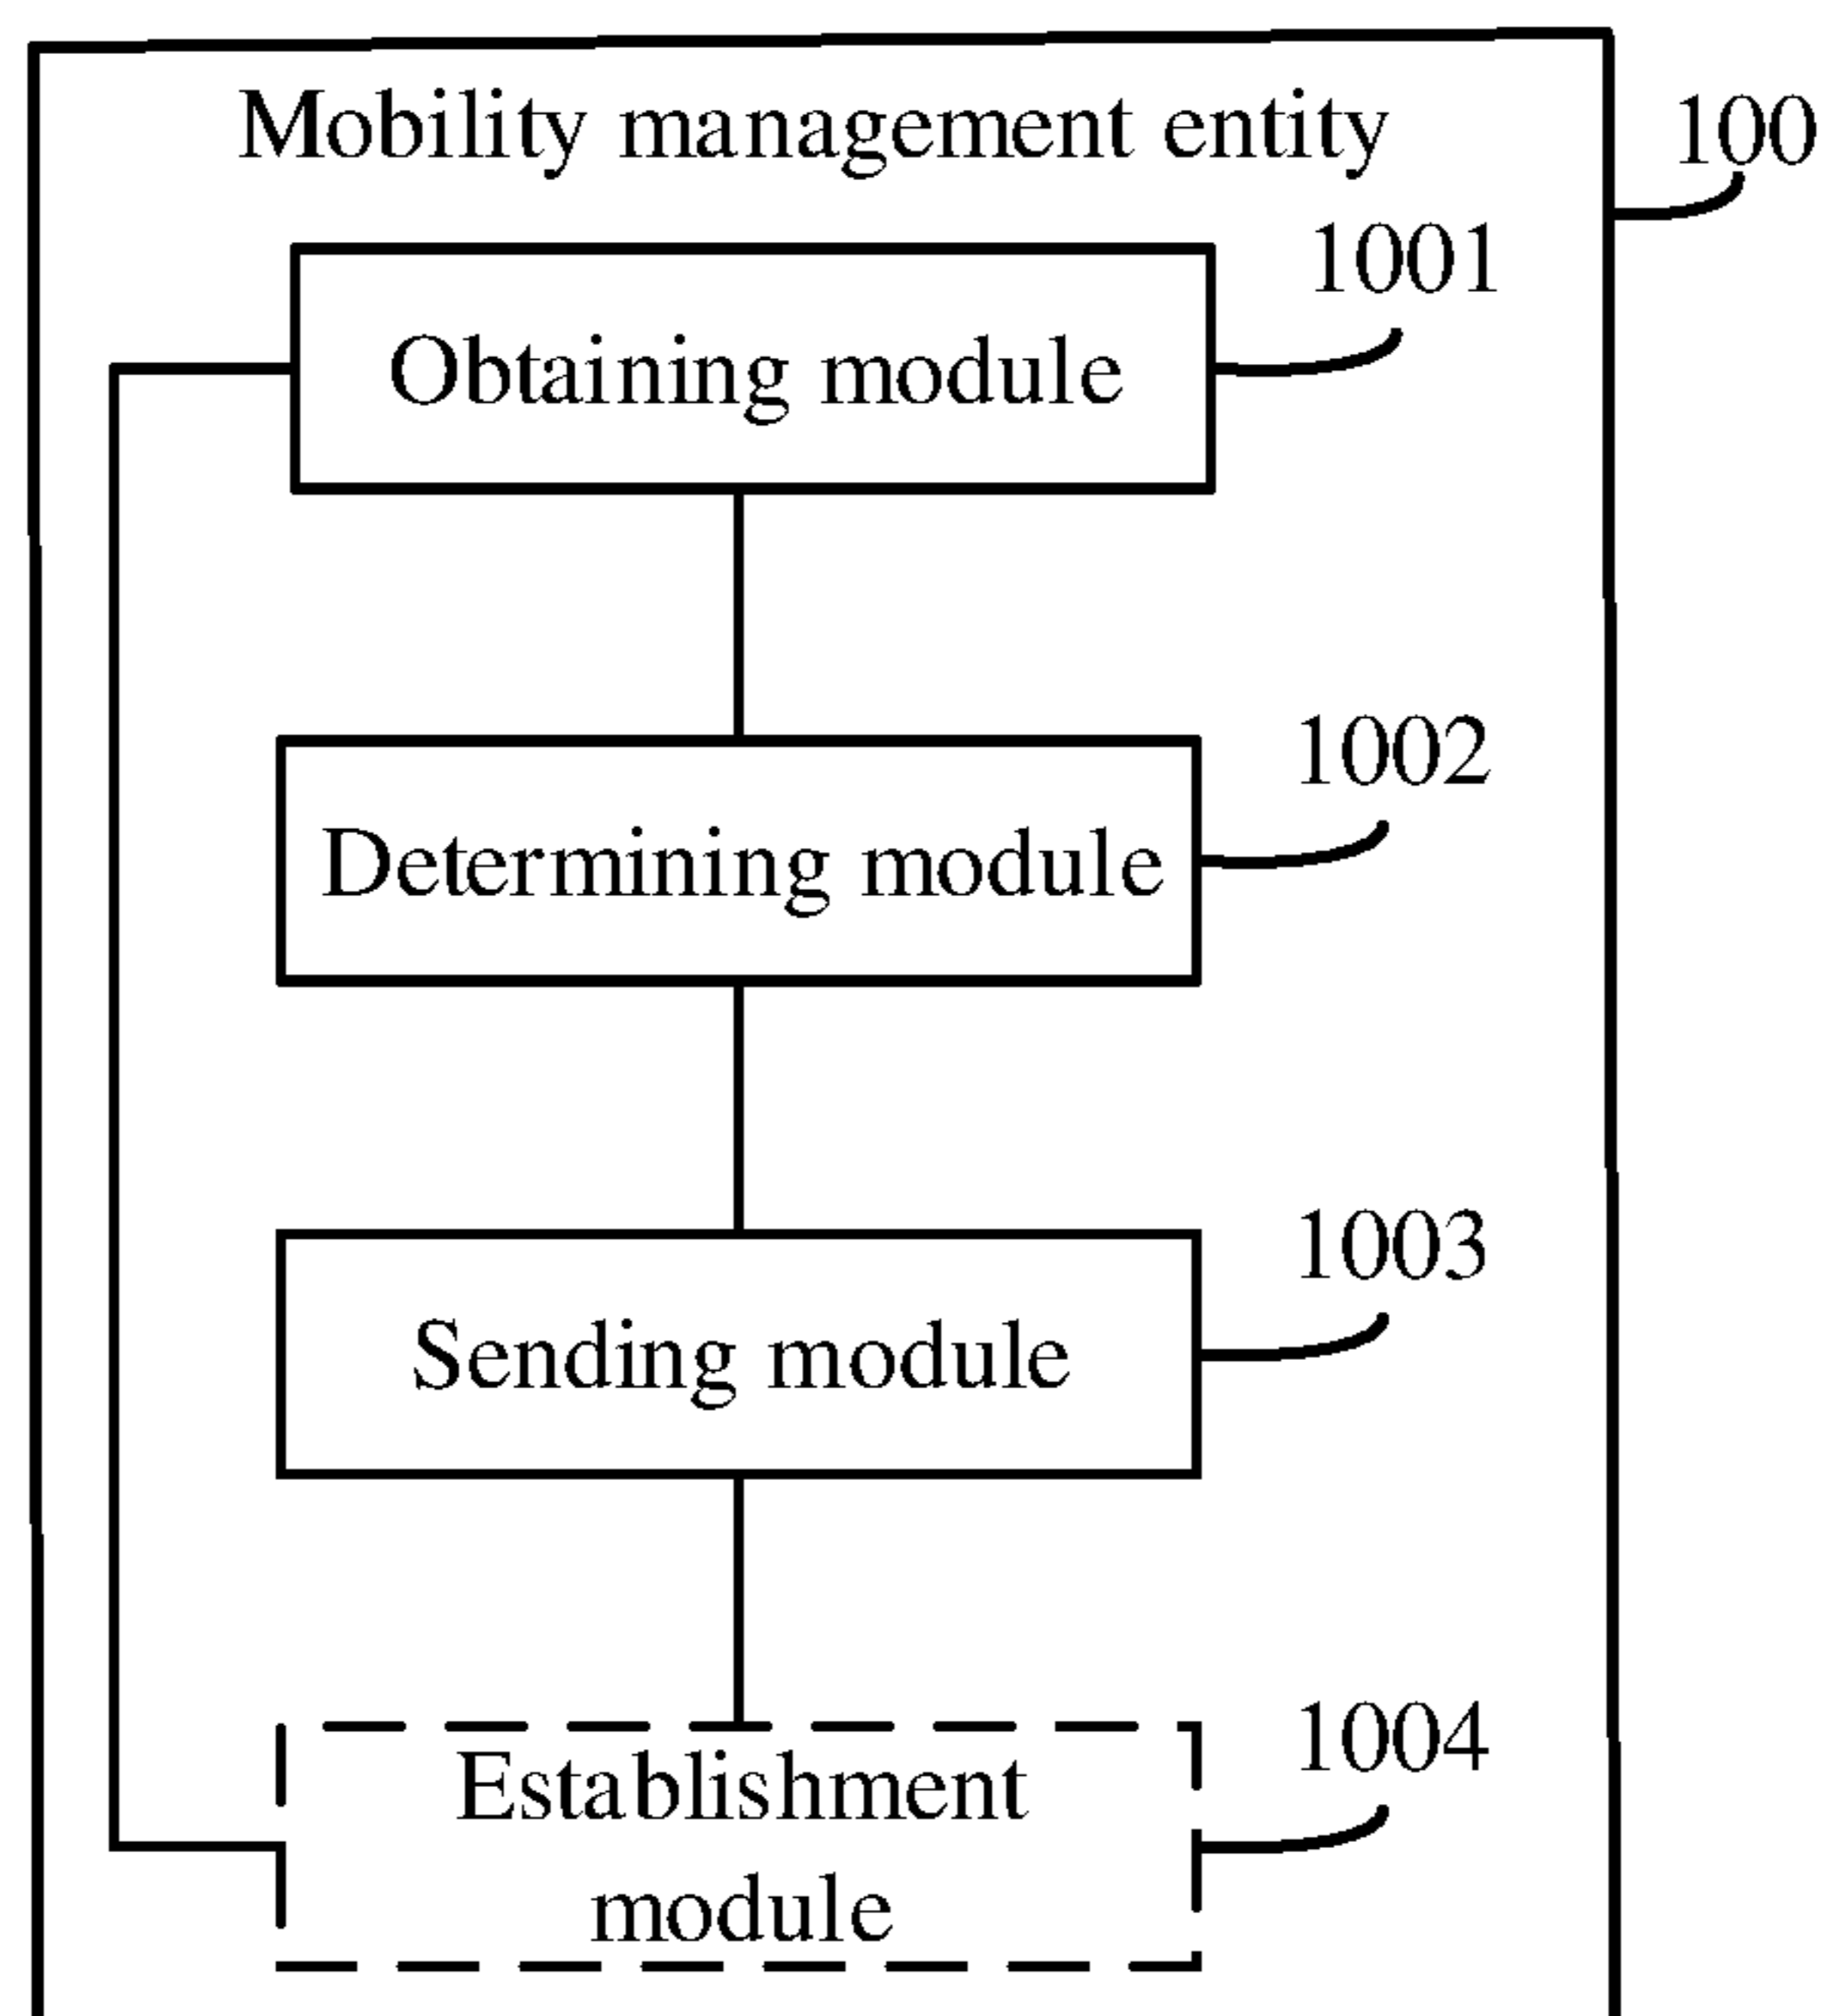 Mobility management entity
100
1001
Obtaining module
1002
Determining module
1003
Sending module
1004
Establishment
module